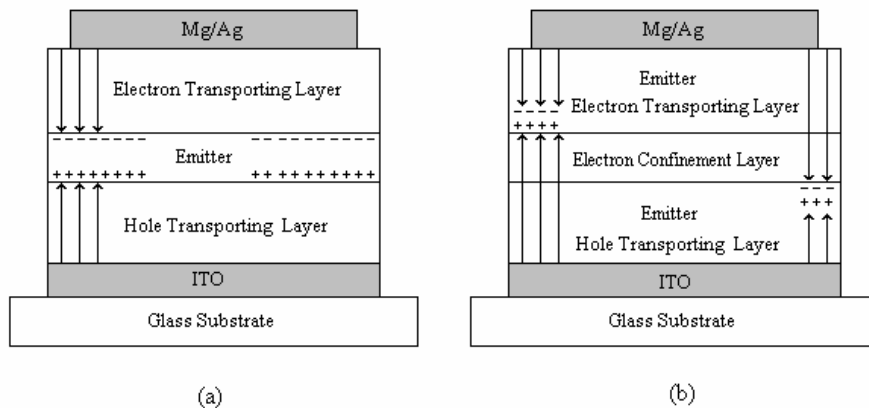 Mg/Ag
Electron Transporting Layer
− − − − − − − − − − − − − − −
Emitter
+ + + + + + + + + + + + + + + + +
Hole Transporting Layer
ITO
Glass Substrate
(a)
Mg/Ag
Emitter
Electron Transporting Layer
− − − −
+ + + +
Electron Confinement Layer
− − −
+ + +
Emitter
Hole Transporting Layer
ITO
Glass Substrate
(b)